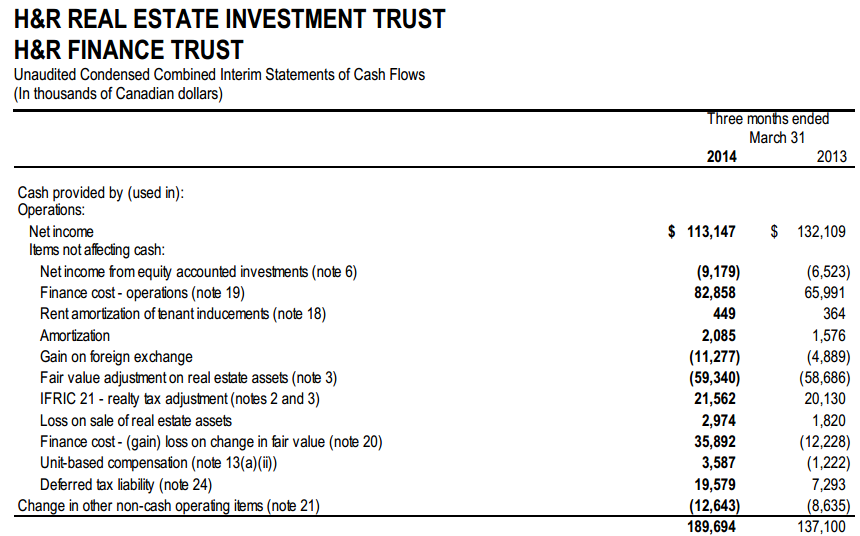 H&R REAL ESTATE INVESTMENT TRUST
H&R FINANCE TRUST
Unaudited Condensed Combined Interim Statements of Cash Flows
(In thousands of Canadian dollars)
Three months ended
March 31
2014 2013
Cash provided by (used in):
Operations:
Net income $ 113,147 $ 132,109
Items not affecting cash:
Net income from equity accounted investments (note 6) (9,179) (6,523)
Finance cost - operations (note 19) 82,858 65,991
Rent amortization of tenant inducements (note 18) 449 364
Amortization 2,085 1,576
Gain on foreign exchange (11,277) (4,889)
Fair value adjustment on real estate assets (note 3) (59,340) (58,686)
IFRIC 21 - realty tax adjustment (notes 2 and 3) 21,562 20,130
Loss on sale of real estate assets 2,974 1,820
Finance cost - (gain) loss on change in fair value (note 20) 35,892 (12,228)
Unit-based compensation (note 13(a)(ii)) 3,587 (1,222)
Deferred tax liability (note 24) 19,579 7,293
Change in other non-cash operating items (note 21) (12,643) (8,635)
189,694 137,100